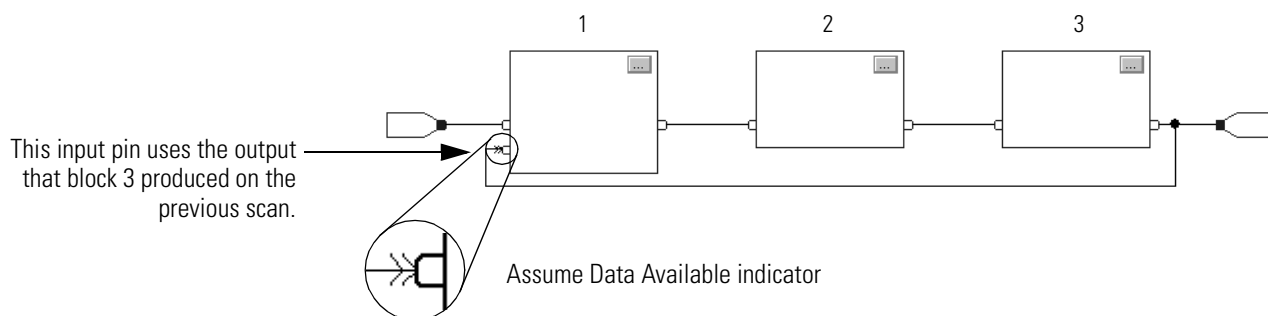 1
2
3
...
...
...
This input pin uses the output
that block 3 produced on the
previous scan.
Assume Data Available indicator